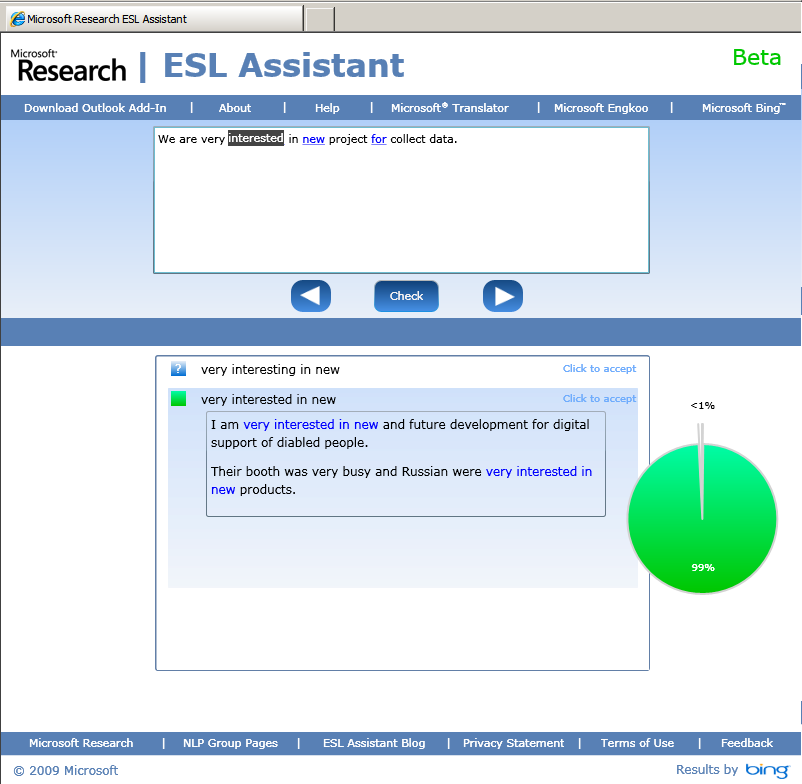 Microsoft Research ESL Assistant
Microsoft®
Research | ESL Assistant
Beta
Download Outlook Add-In | About | Help | Microsoft® Translator | Microsoft Engkoo | Microsoft Bing™
We are very interested in new project for collect data.
Check
? very interesting in new Click to accept
very interested in new Click to accept
I am very interested in new and future development for digital
support of diabled people.
Their booth was very busy and Russian were very interested in
new products.
<1%
99%
Microsoft Research | NLP Group Pages | ESL Assistant Blog | Privacy Statement | Terms of Use | Feedback
© 2009 Microsoft
Results by bing